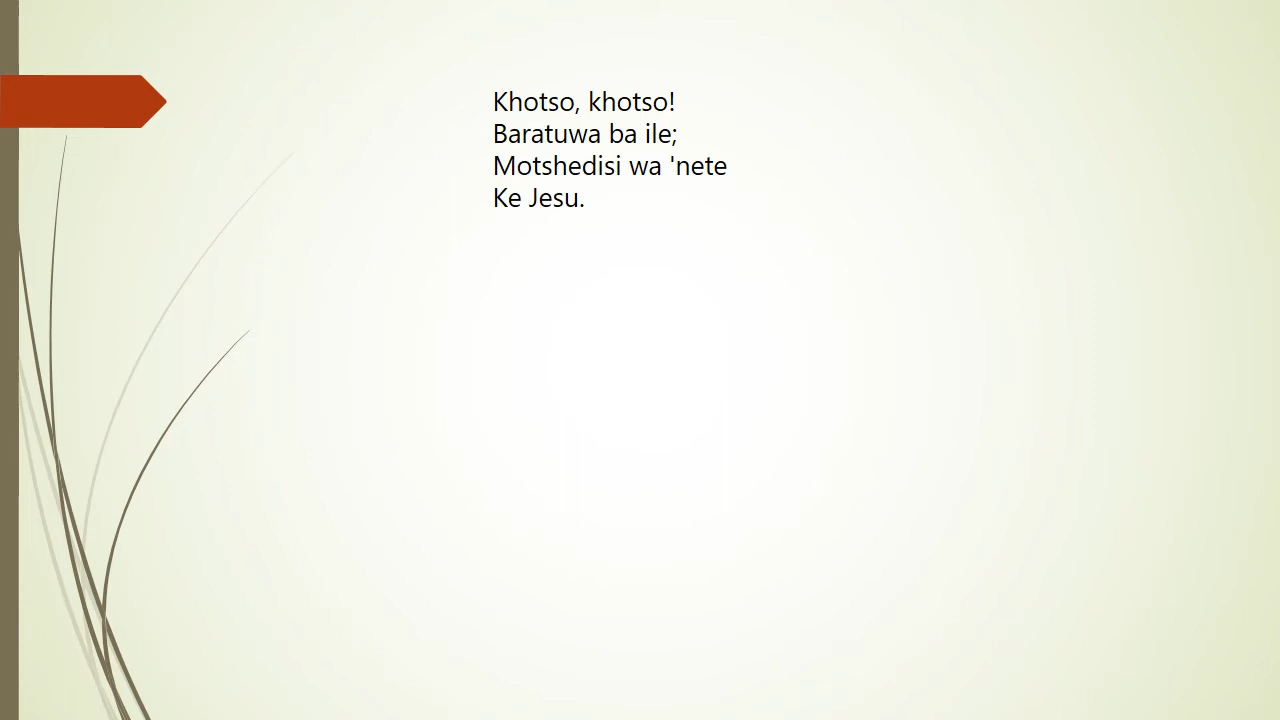 Khotso, khotso!
Baratuwa ba ile;
Motshedisi wa 'nete
Ke Jesu.